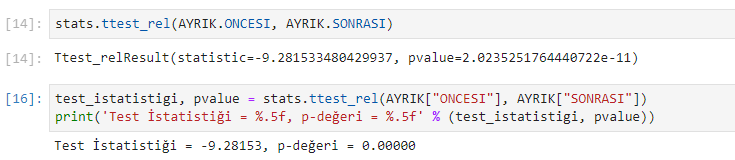 [14]: stats.ttest_rel(AYRIK.ONCESI, AYRIK.SONRASI)
[14]: Ttest_relResult(statistic=-9.281533480429937, pvalue=2.0235251764440722e-11)
[16]: test_istatistigi, pvalue = stats.ttest_rel(AYRIK["ONCESI"], AYRIK["SONRASI"])
print('Test İstatistiği = %.5f, p-değeri = %.5f' % (test_istatistigi, pvalue))
Test İstatistiği = -9.28153, p-değeri = 0.00000